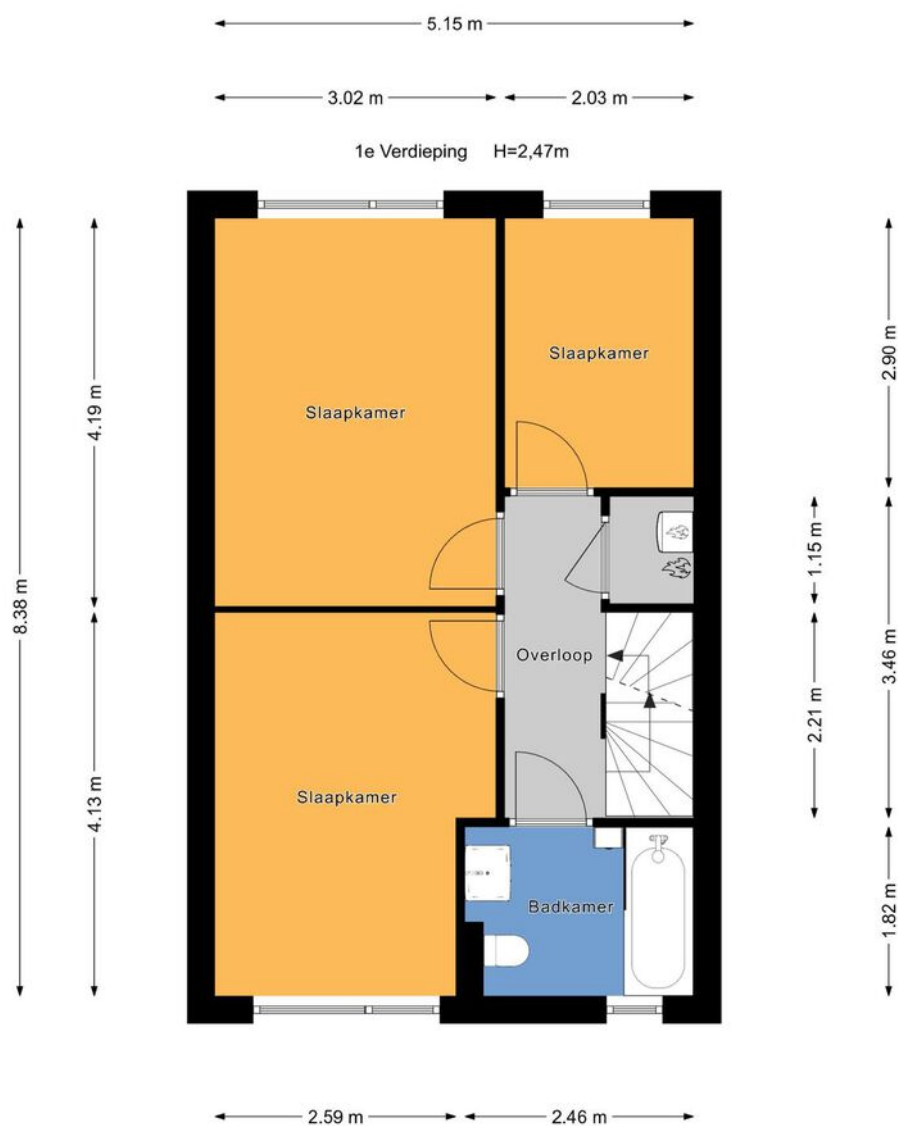 5.15 m
3.02 m
2.03 m
1e Verdieping H=2,47m
8.38 m
4.19 m
4.13 m
Slaapkamer
Slaapkamer
Slaapkamer
Overloop
Badkamer
2.90 m
1.15 m
3.46 m
2.21 m
1.82 m
2.59 m
2.46 m